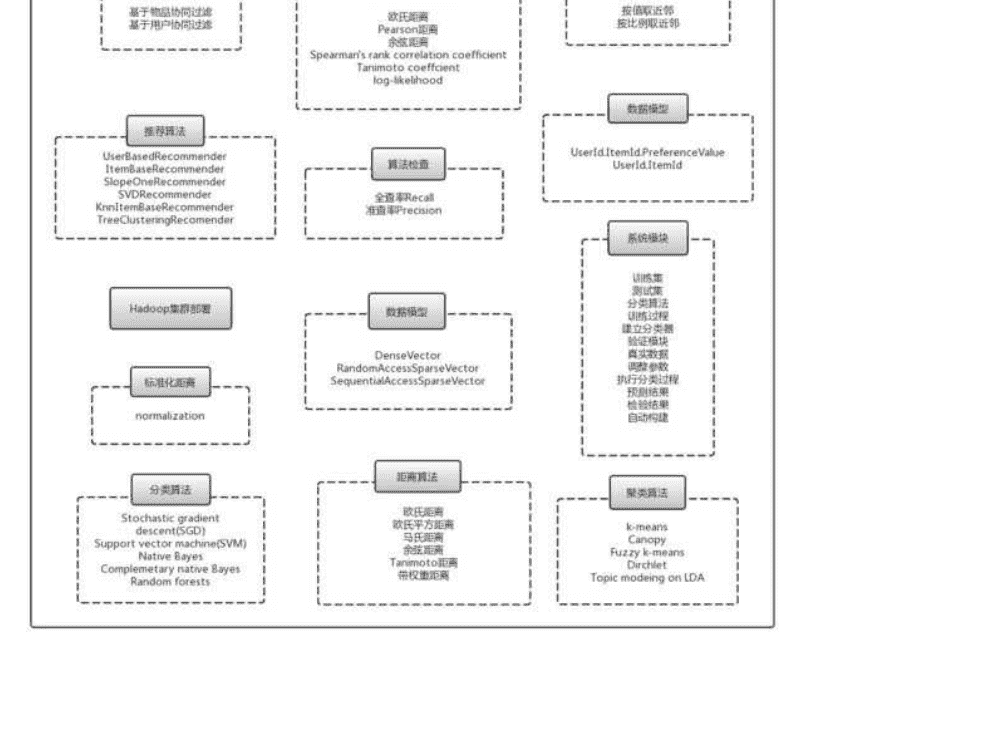 基于物品协同过滤
基于用户协同过滤
欧氏距离
Pearson距离
余弦距离
Spearman's rank correlation coefficient
Tanimoto coeffcient
log-likelihood
按值取近邻
按比例取近邻
推荐算法
UserBasedRecommender
ItemBaseRecommender
SlopeOneRecommender
SVDRecommender
KnnItemBaseRecommender
TreeClusteringRecomender
算法检查
全查率Recall
准查率Precision
数据模型
UserId.ItemId.PreferenceValue
UserId.ItemId
系统模块
训练集
测试集
分类算法
训练过程
建立分类器
验证模块
真实数据
调整参数
执行分类过程
预测结果
检验结果
自动构建
Hadoop集群部署
数据模型
DenseVector
RandomAccessSparseVector
SequentialAccessSparseVector
标准化距离
normalization
分类算法
Stochastic gradient
descent(SGD)
Support vector machine(SVM)
Native Bayes
Complemetary native Bayes
Random forests
距离算法
欧氏距离
欧氏平方距离
马氏距离
余弦距离
Tanimoto距离
带权重距离
聚类算法
k-means
Canopy
Fuzzy k-means
Dirchlet
Topic modeing on LDA